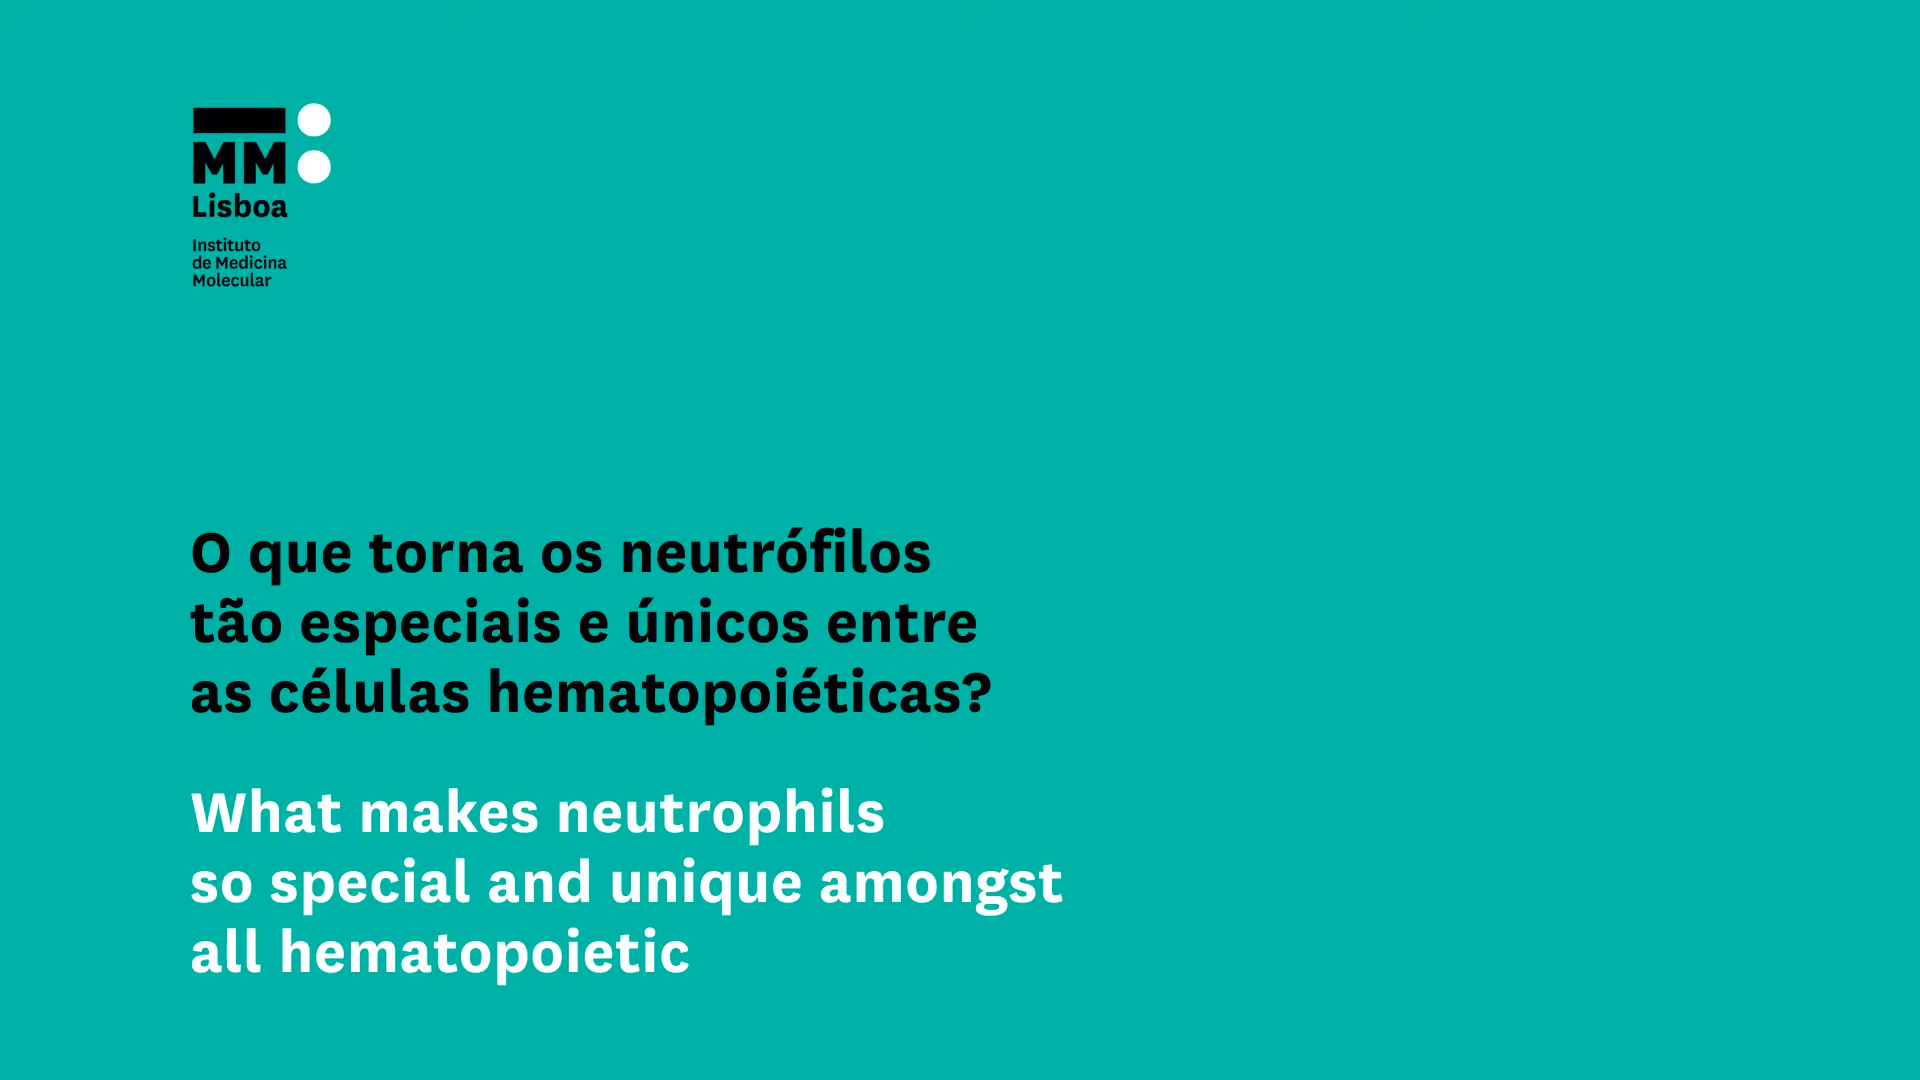 MM
Lisboa
Instituto
de Medicina
Molecular
O que torna os neutrófilos
tão especiais e únicos entre
as células hematopoiéticas?
What makes neutrophils
so special and unique amongst
all hematopoietic